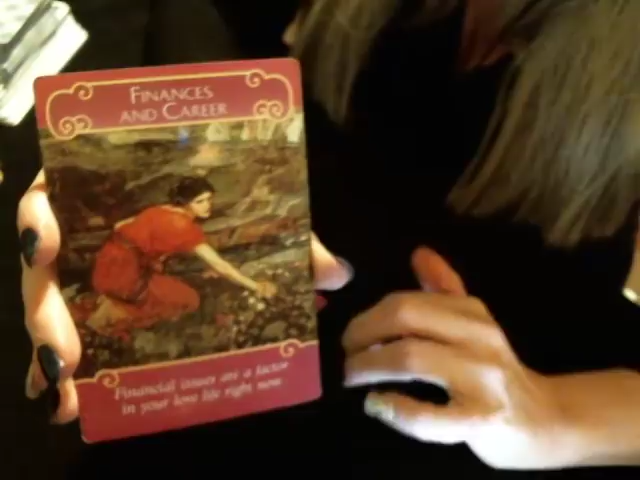 FINANCES
AND CAREER
Financial issues are a factor
in your love life right now